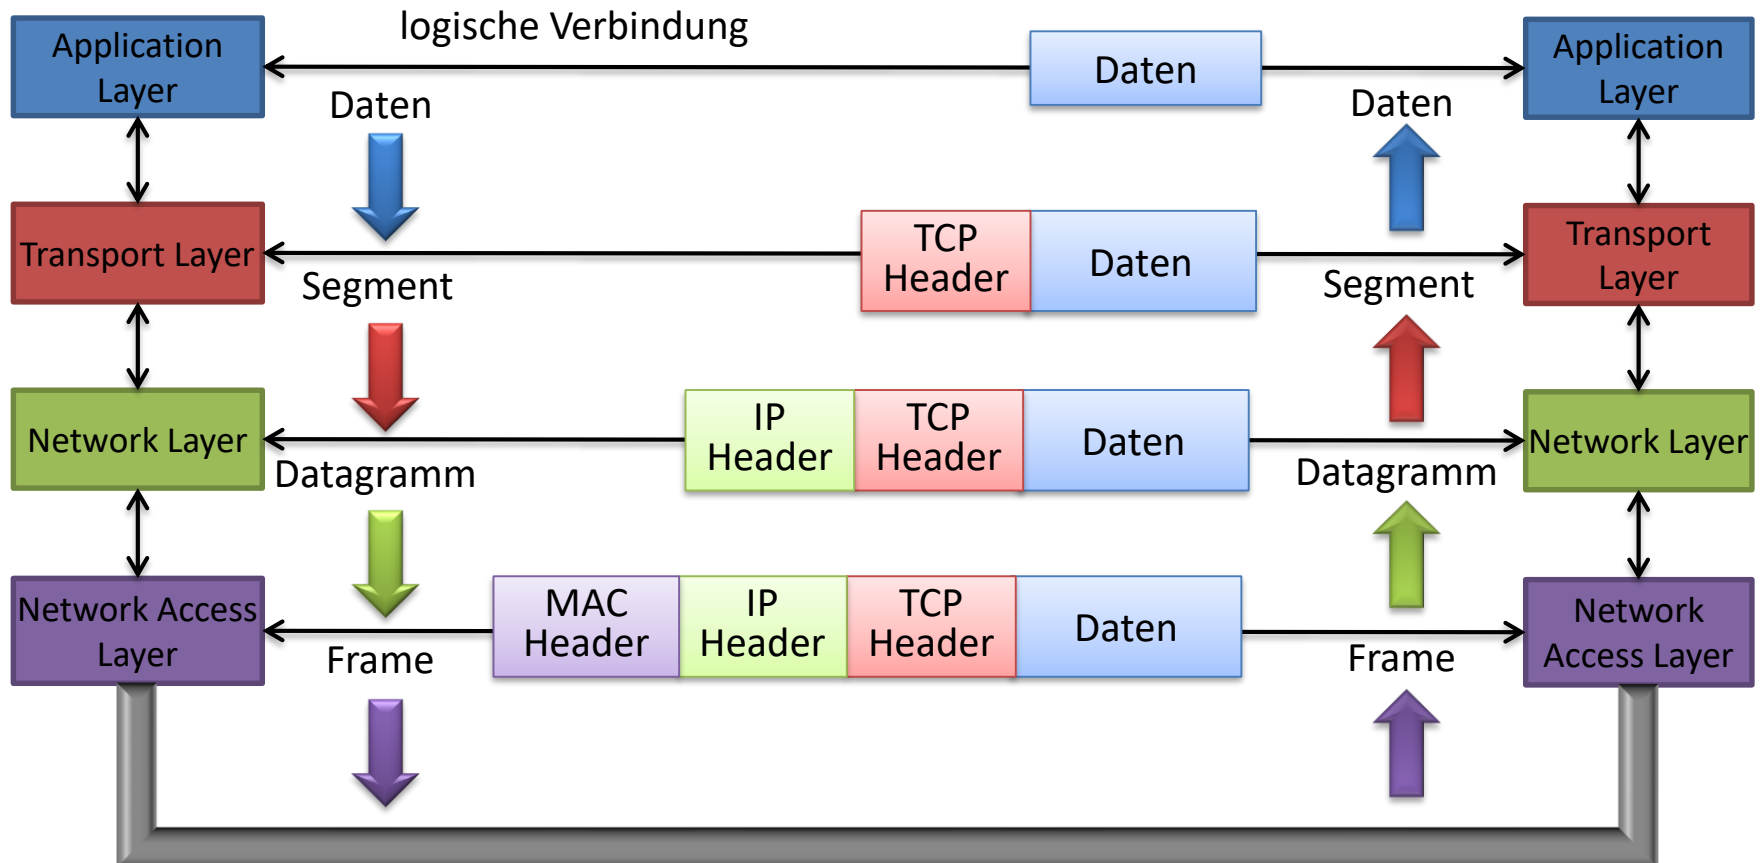 logische Verbindung
Application
Layer
Daten
Application
Layer
Daten
Daten
Transport Layer
TCP
Header
Daten
Transport
Layer
Segment
Segment
Network Layer
IP
Header
TCP
Header
Daten
Network Layer
Datagramm
Datagramm
Network Access
Layer
MAC
Header
IP
Header
TCP
Header
Daten
Network
Access Layer
Frame
Frame